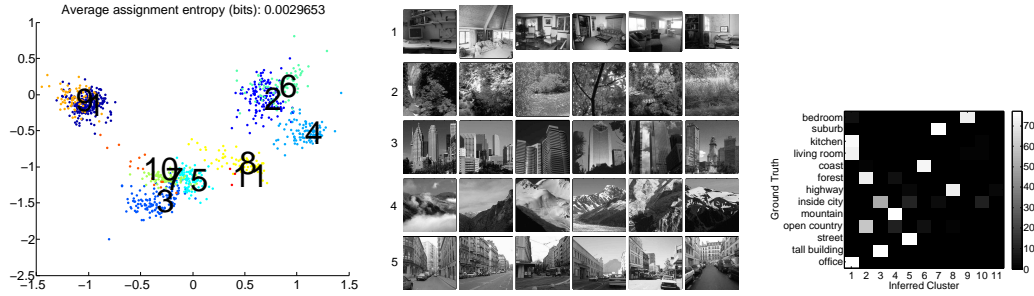 Average assignment entropy (bits): 0.0029653
1
0.5
0
−0.5
−1
−1.5
−2
−2.5
−1.5
−1
−0.5
0
0.5
1
1.5
9
2
6
4
10
7
5
8
11
3
1
2
3
4
5
Ground Truth
bedroom
suburb
kitchen
living room
coast
forest
highway
inside city
mountain
open country
street
tall building
office
1 2 3 4 5 6 7 8 9 10 11
Inferred Cluster
70
60
50
40
30
20
10
0